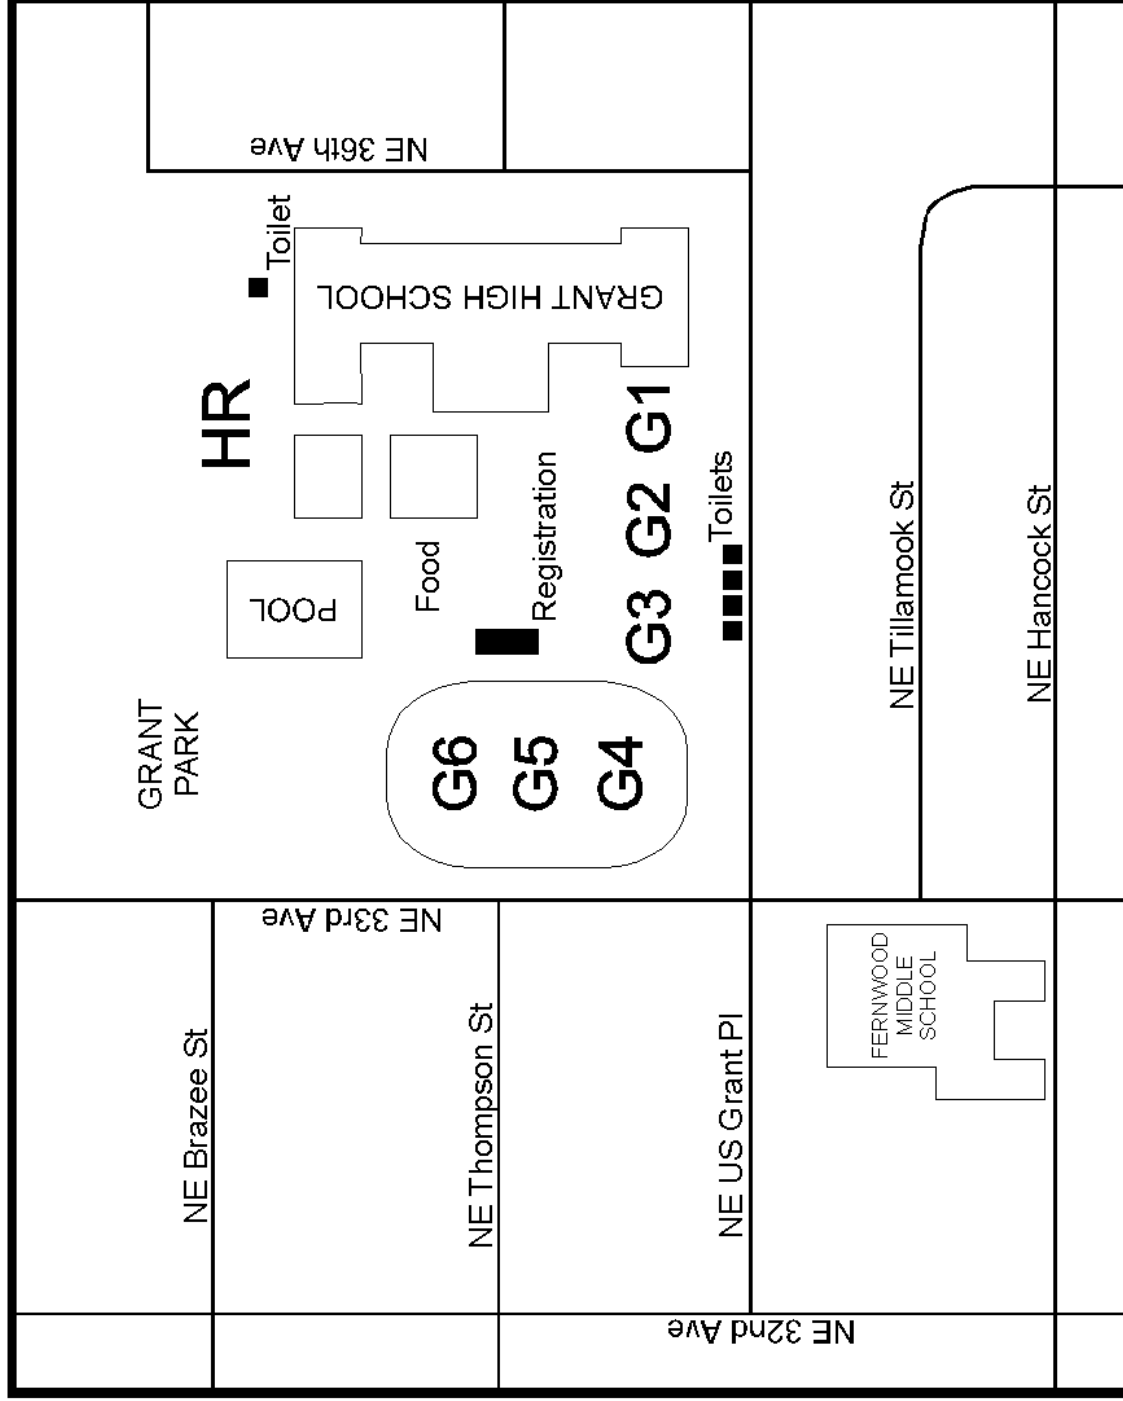 GRANT
PARK
HR
Toilet
NE 36th Ave
POOL
GRANT HIGH SCHOOL
Food
Registration
G6
G5
G4
G3
G2
G1
Toilets
NE 33rd Ave
NE Brazee St
NE Thompson St
NE US Grant Pl
NE Tillamook St
NE Hancock St
FERNWOOD
MIDDLE
SCHOOL
NE 32nd Ave